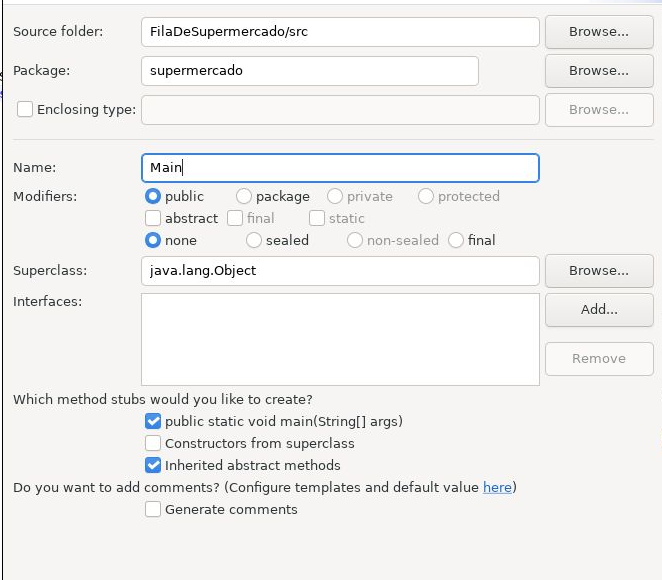 Source folder: FilaDeSupermercado/src Browse...
Package: supermercado Browse...
Enclosing type: Browse...
Name: Main
Modifiers: public package private protected
abstract final static
none sealed non-sealed final
Superclass: java.lang.Object Browse...
Interfaces: Add...
Remove
Which method stubs would you like to create?
public static void main(String[] args)
Constructors from superclass
Inherited abstract methods
Do you want to add comments? (Configure templates and default value here)
Generate comments